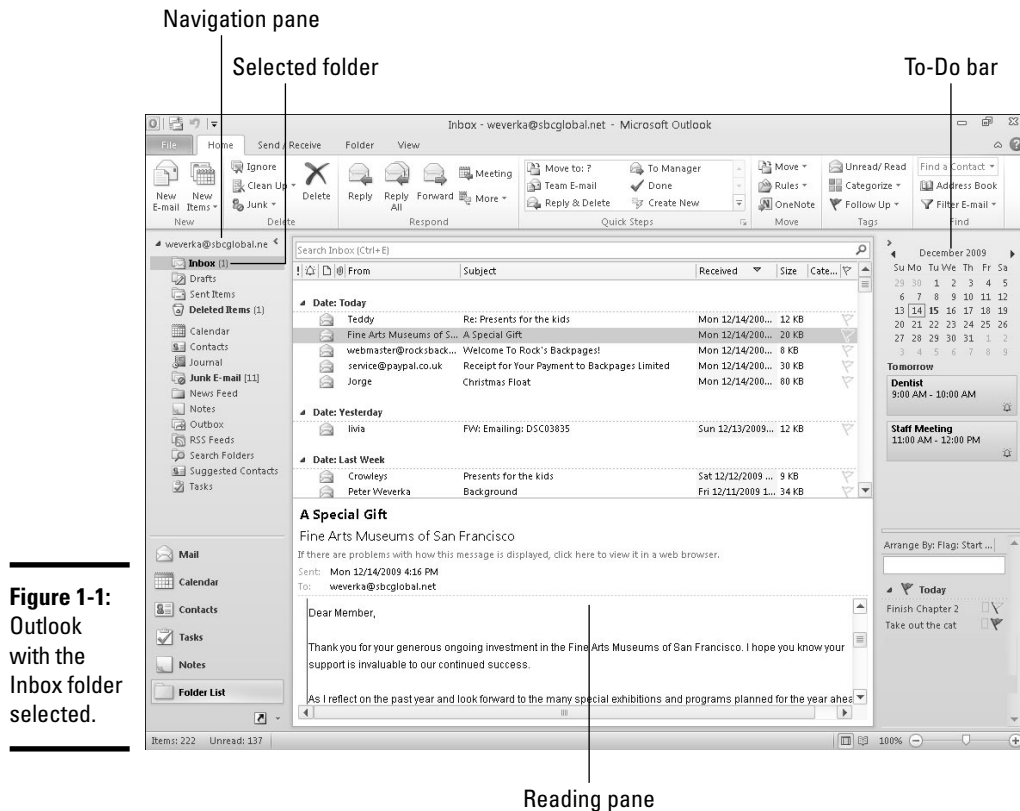 Navigation pane
Selected folder
To-Do bar
Inbox - weverka@sbcglobal.net - Microsoft Outlook
File Home Send / Receive Folder View
New E-mail
New Items
New
Ignore
Clean Up
Junk
Delete
Delete
Reply
Reply All
Forward
Meeting
More
Respond
Move to: ?
Team E-mail
Reply & Delete
To Manager
Done
Create New
Quick Steps
Move
Rules
OneNote
Move
Unread/ Read
Categorize
Follow Up
Tags
Find a Contact
Address Book
Filter E-mail
Find
weverka@sbcglobal.ne
Inbox (1)
Drafts
Sent Items
Deleted Items (1)
Calendar
Contacts
Journal
Junk E-mail [11]
News Feed
Notes
Outbox
RSS Feeds
Search Folders
Suggested Contacts
Tasks
Mail
Calendar
Contacts
Tasks
Notes
Folder List
Search Inbox (Ctrl+E)
! From Subject Received Size Cate...
Date: Today
Teddy Re: Presents for the kids Mon 12/14/200... 12 KB
Fine Arts Museums of S... A Special Gift Mon 12/14/200... 20 KB
webmaster@rocksback... Welcome To Rock's Backpages! Mon 12/14/200... 8 KB
service@paypal.co.uk Receipt for Your Payment to Backpages Limited Mon 12/14/200... 30 KB
Jorge Christmas Float Mon 12/14/200... 80 KB
Date: Yesterday
livia FW: Emailing: DSC03835 Sun 12/13/2009... 12 KB
Date: Last Week
Crowleys Presents for the kids Sat 12/12/2009 ... 9 KB
Peter Weverka Background Fri 12/11/2009 1... 34 KB
A Special Gift
Fine Arts Museums of San Francisco
If there are problems with how this message is displayed, click here to view it in a web browser.
Sent: Mon 12/14/2009 4:16 PM
To: weverka@sbcglobal.net
Dear Member,
Thank you for your generous ongoing investment in the Fine Arts Museums of San Francisco. I hope you know your
support is invaluable to our continued success.
As I reflect on the past year and look forward to the many special exhibitions and programs planned for the year ahea
December 2009
Su Mo Tu We Th Fr Sa
29 30 1 2 3 4 5
6 7 8 9 10 11 12
13 14 15 16 17 18 19
20 21 22 23 24 25 26
27 28 29 30 31 1 2
3 4 5 6 7 8 9
Tomorrow
Dentist
9:00 AM - 10:00 AM
Staff Meeting
11:00 AM - 12:00 PM
Arrange By: Flag: Start ...
Today
Finish Chapter 2
Take out the cat
Items: 222 Unread: 137
100%
Figure 1-1:
Outlook
with the
Inbox folder
selected.
Reading pane